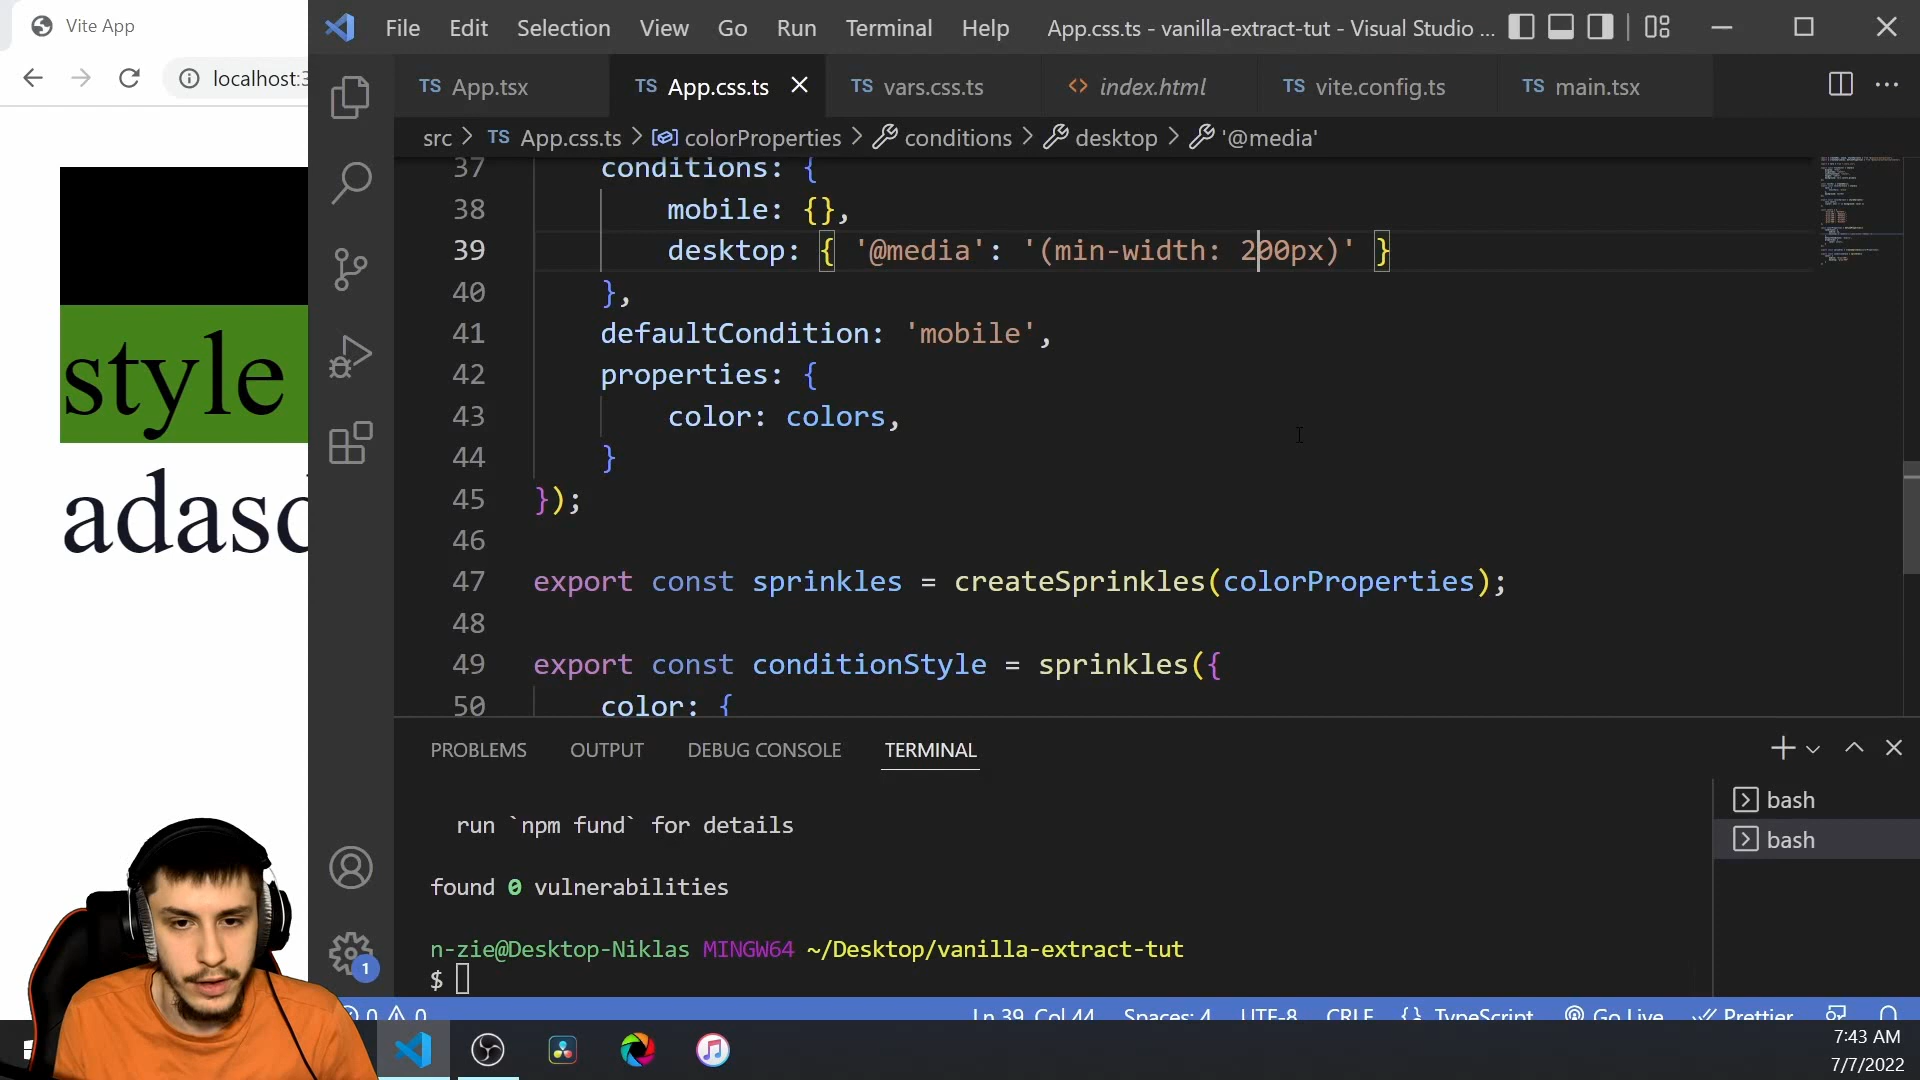 Vite App
localhost:3
style
adasd
File Edit Selection View Go Run Terminal Help App.css.ts - vanilla-extract-tut - Visual Studio ...
TS App.tsx TS App.css.ts TS vars.css.ts <> index.html TS vite.config.ts TS main.tsx
src > TS App.css.ts > colorProperties > conditions > desktop > '@media'
37 conditions: {
38 mobile: {},
39 desktop: { '@media': '(min-width: 200px)' }
40 },
41 defaultCondition: 'mobile',
42 properties: {
43 color: colors,
44 }
45 });
46
47 export const sprinkles = createSprinkles(colorProperties);
48
49 export const conditionStyle = sprinkles({
50 color: {
PROBLEMS OUTPUT DEBUG CONSOLE TERMINAL
run `npm fund` for details
found 0 vulnerabilities
n-zie@Desktop-Niklas MINGW64 ~/Desktop/vanilla-extract-tut
$
bash
bash
1
0 0 Ln 39, Col 44 Spaces: 4 UTF-8 CRLF {} TypeScript Go Live Prettier
7:43 AM
7/7/2022